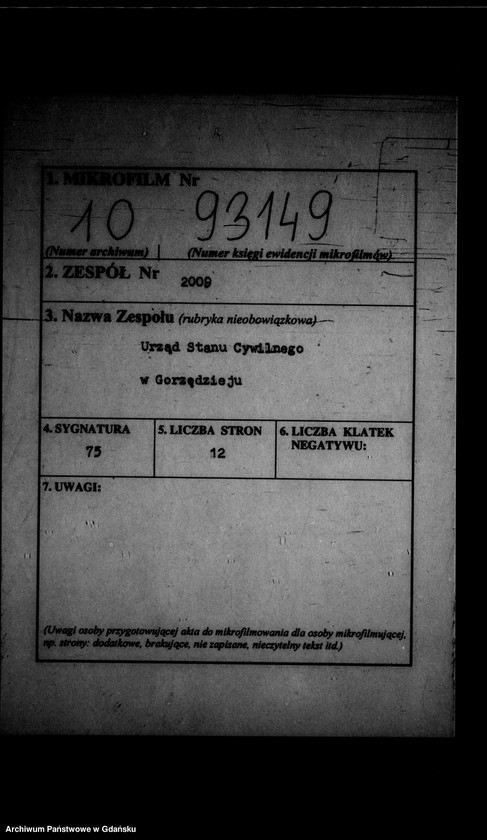 1. MIKROFILM Nr
10 93149
(Numer archiwum) (Numer księgi ewidencji mikrofilmów)
2. ZESPÓŁ Nr
2009
3. Nazwa Zespołu (rubryka nieobowiązkowa)
Urząd Stanu Cywilnego
w Gorzędzieju
4. SYGNATURA 5. LICZBA STRON 6. LICZBA KLATEK
NEGATYWU:
75 12
7. UWAGI:
(Uwagi osoby przygotowującej akta do mikrofilmowania dla osoby mikrofilmującej,
np. strony: dodatkowe, brakujące, nie zapisane, nieczytelny tekst itd.)
Archiwum Państwowe w Gdańsku